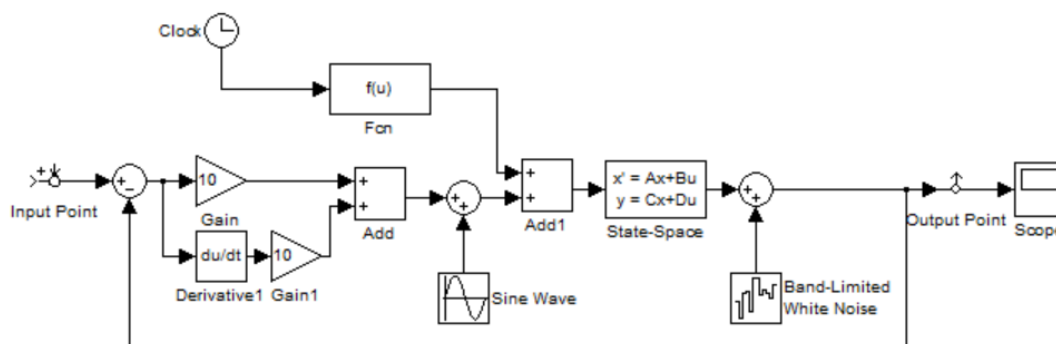 Clock
f(u)
Fcn
Input Point
10
Gain
Add
Add1
x' = Ax+Bu
y = Cx+Du
State-Space
Output Point
Scope
du/dt
Derivative1
10
Gain1
Sine Wave
Band-Limited
White Noise